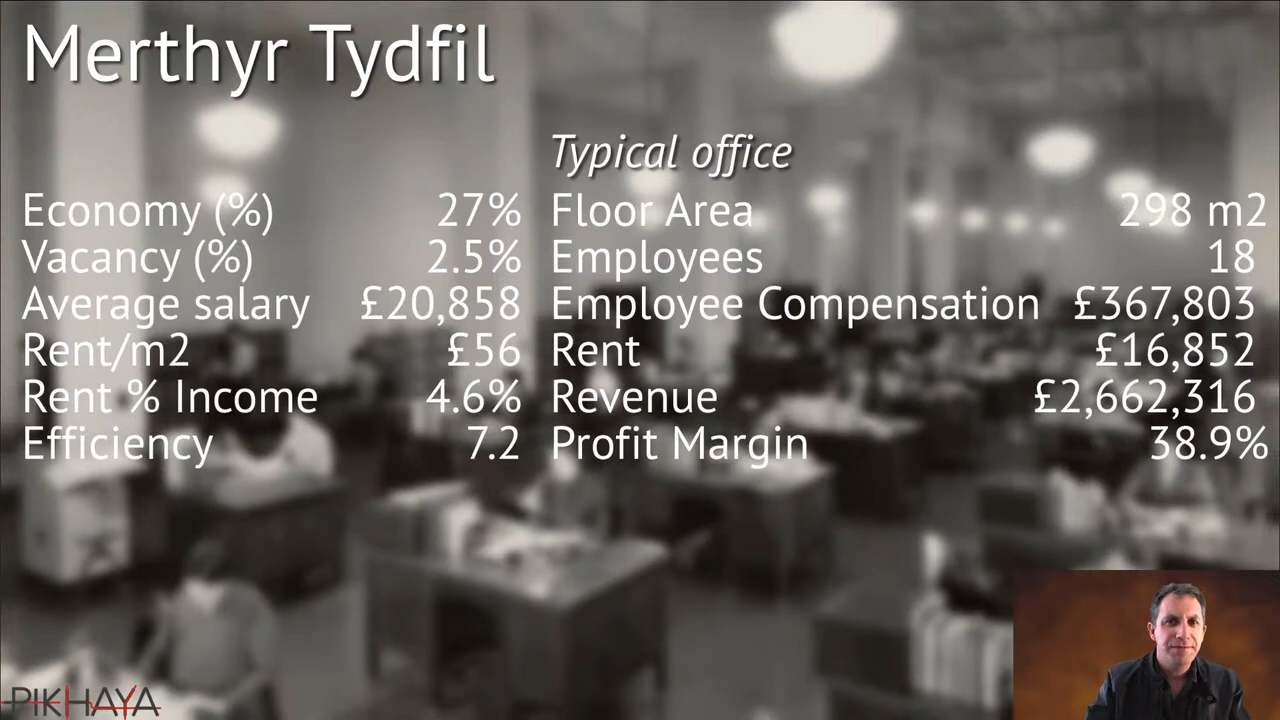 Merthyr Tydfil
Typical office
Economy (%) 27%
Vacancy (%) 2.5%
Average salary £20,858
Rent/m2 £56
Rent % Income 4.6%
Efficiency 7.2
Floor Area 298 m2
Employees 18
Employee Compensation £367,803
Rent £16,852
Revenue £2,662,316
Profit Margin 38.9%
PIKHAYA